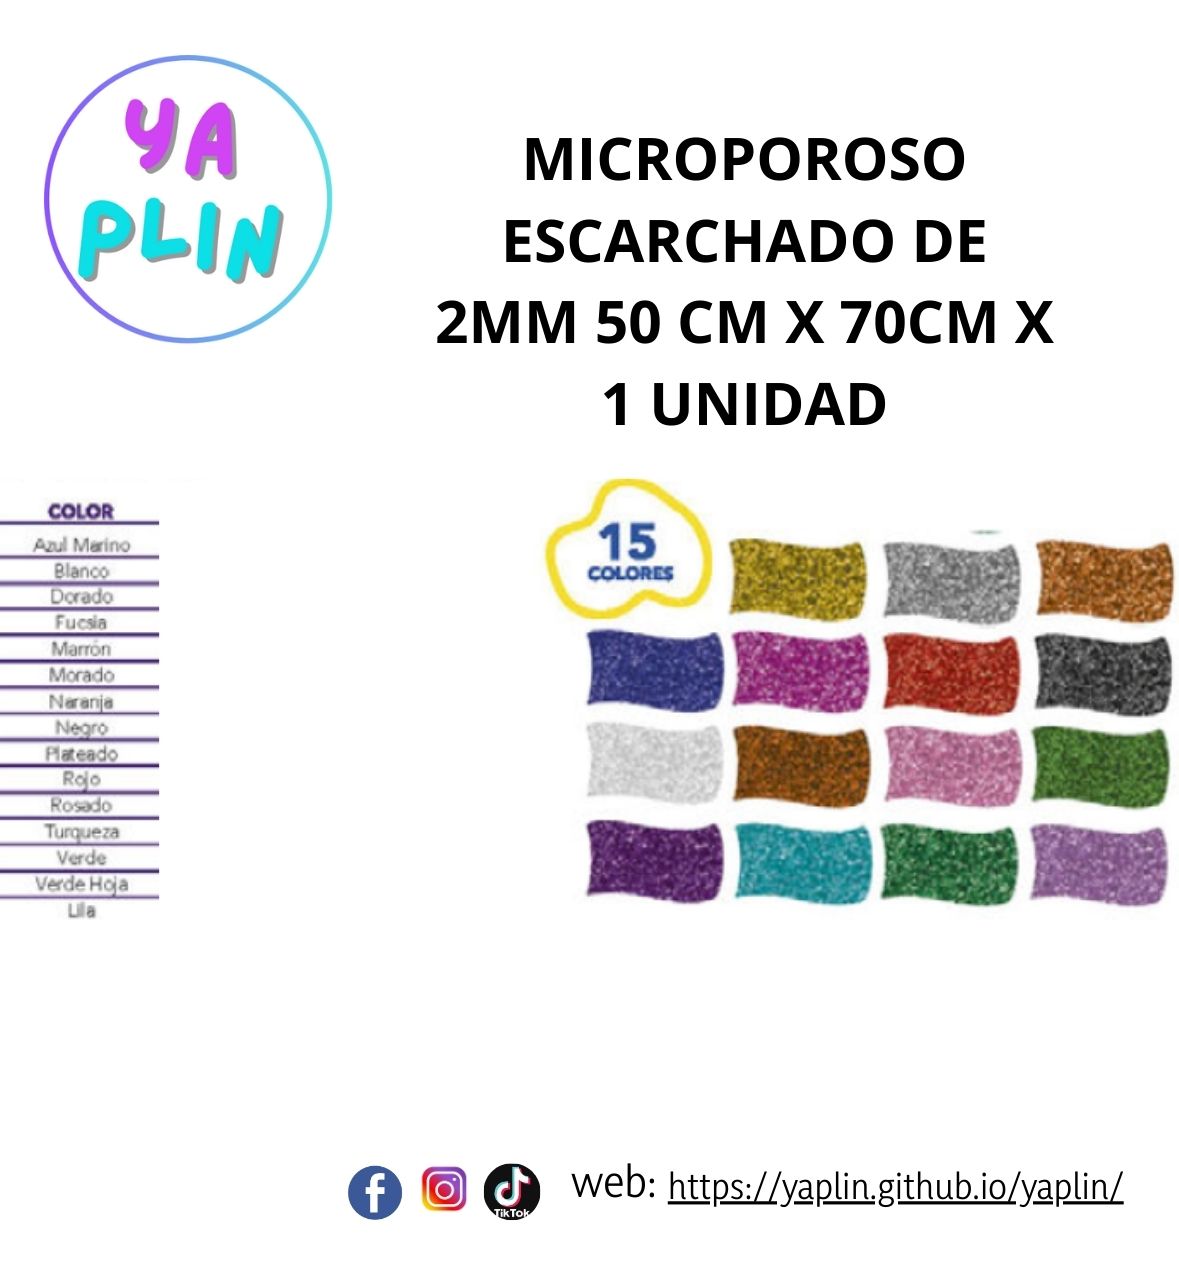 YA
PLIN
MICROPOROSO
ESCARCHADO DE
2MM 50 CM X 70CM X
1 UNIDAD
COLOR
Azul Marino
Blanco
Dorado
Fucsia
Marrón
Morado
Naranja
Negro
Plateado
Rojo
Rosado
Turqueza
Verde
Verde Hoja
Lila
15
COLORES
TikTok
web: https://yaplin.github.io/yaplin/